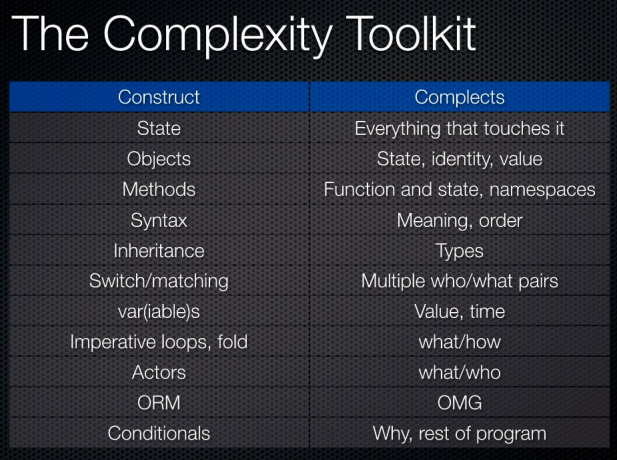 The Complexity Toolkit
Construct Complects
State Everything that touches it
Objects State, identity, value
Methods Function and state, namespaces
Syntax Meaning, order
Inheritance Types
Switch/matching Multiple who/what pairs
var(iable)s Value, time
Imperative loops, fold what/how
Actors what/who
ORM OMG
Conditionals Why, rest of program